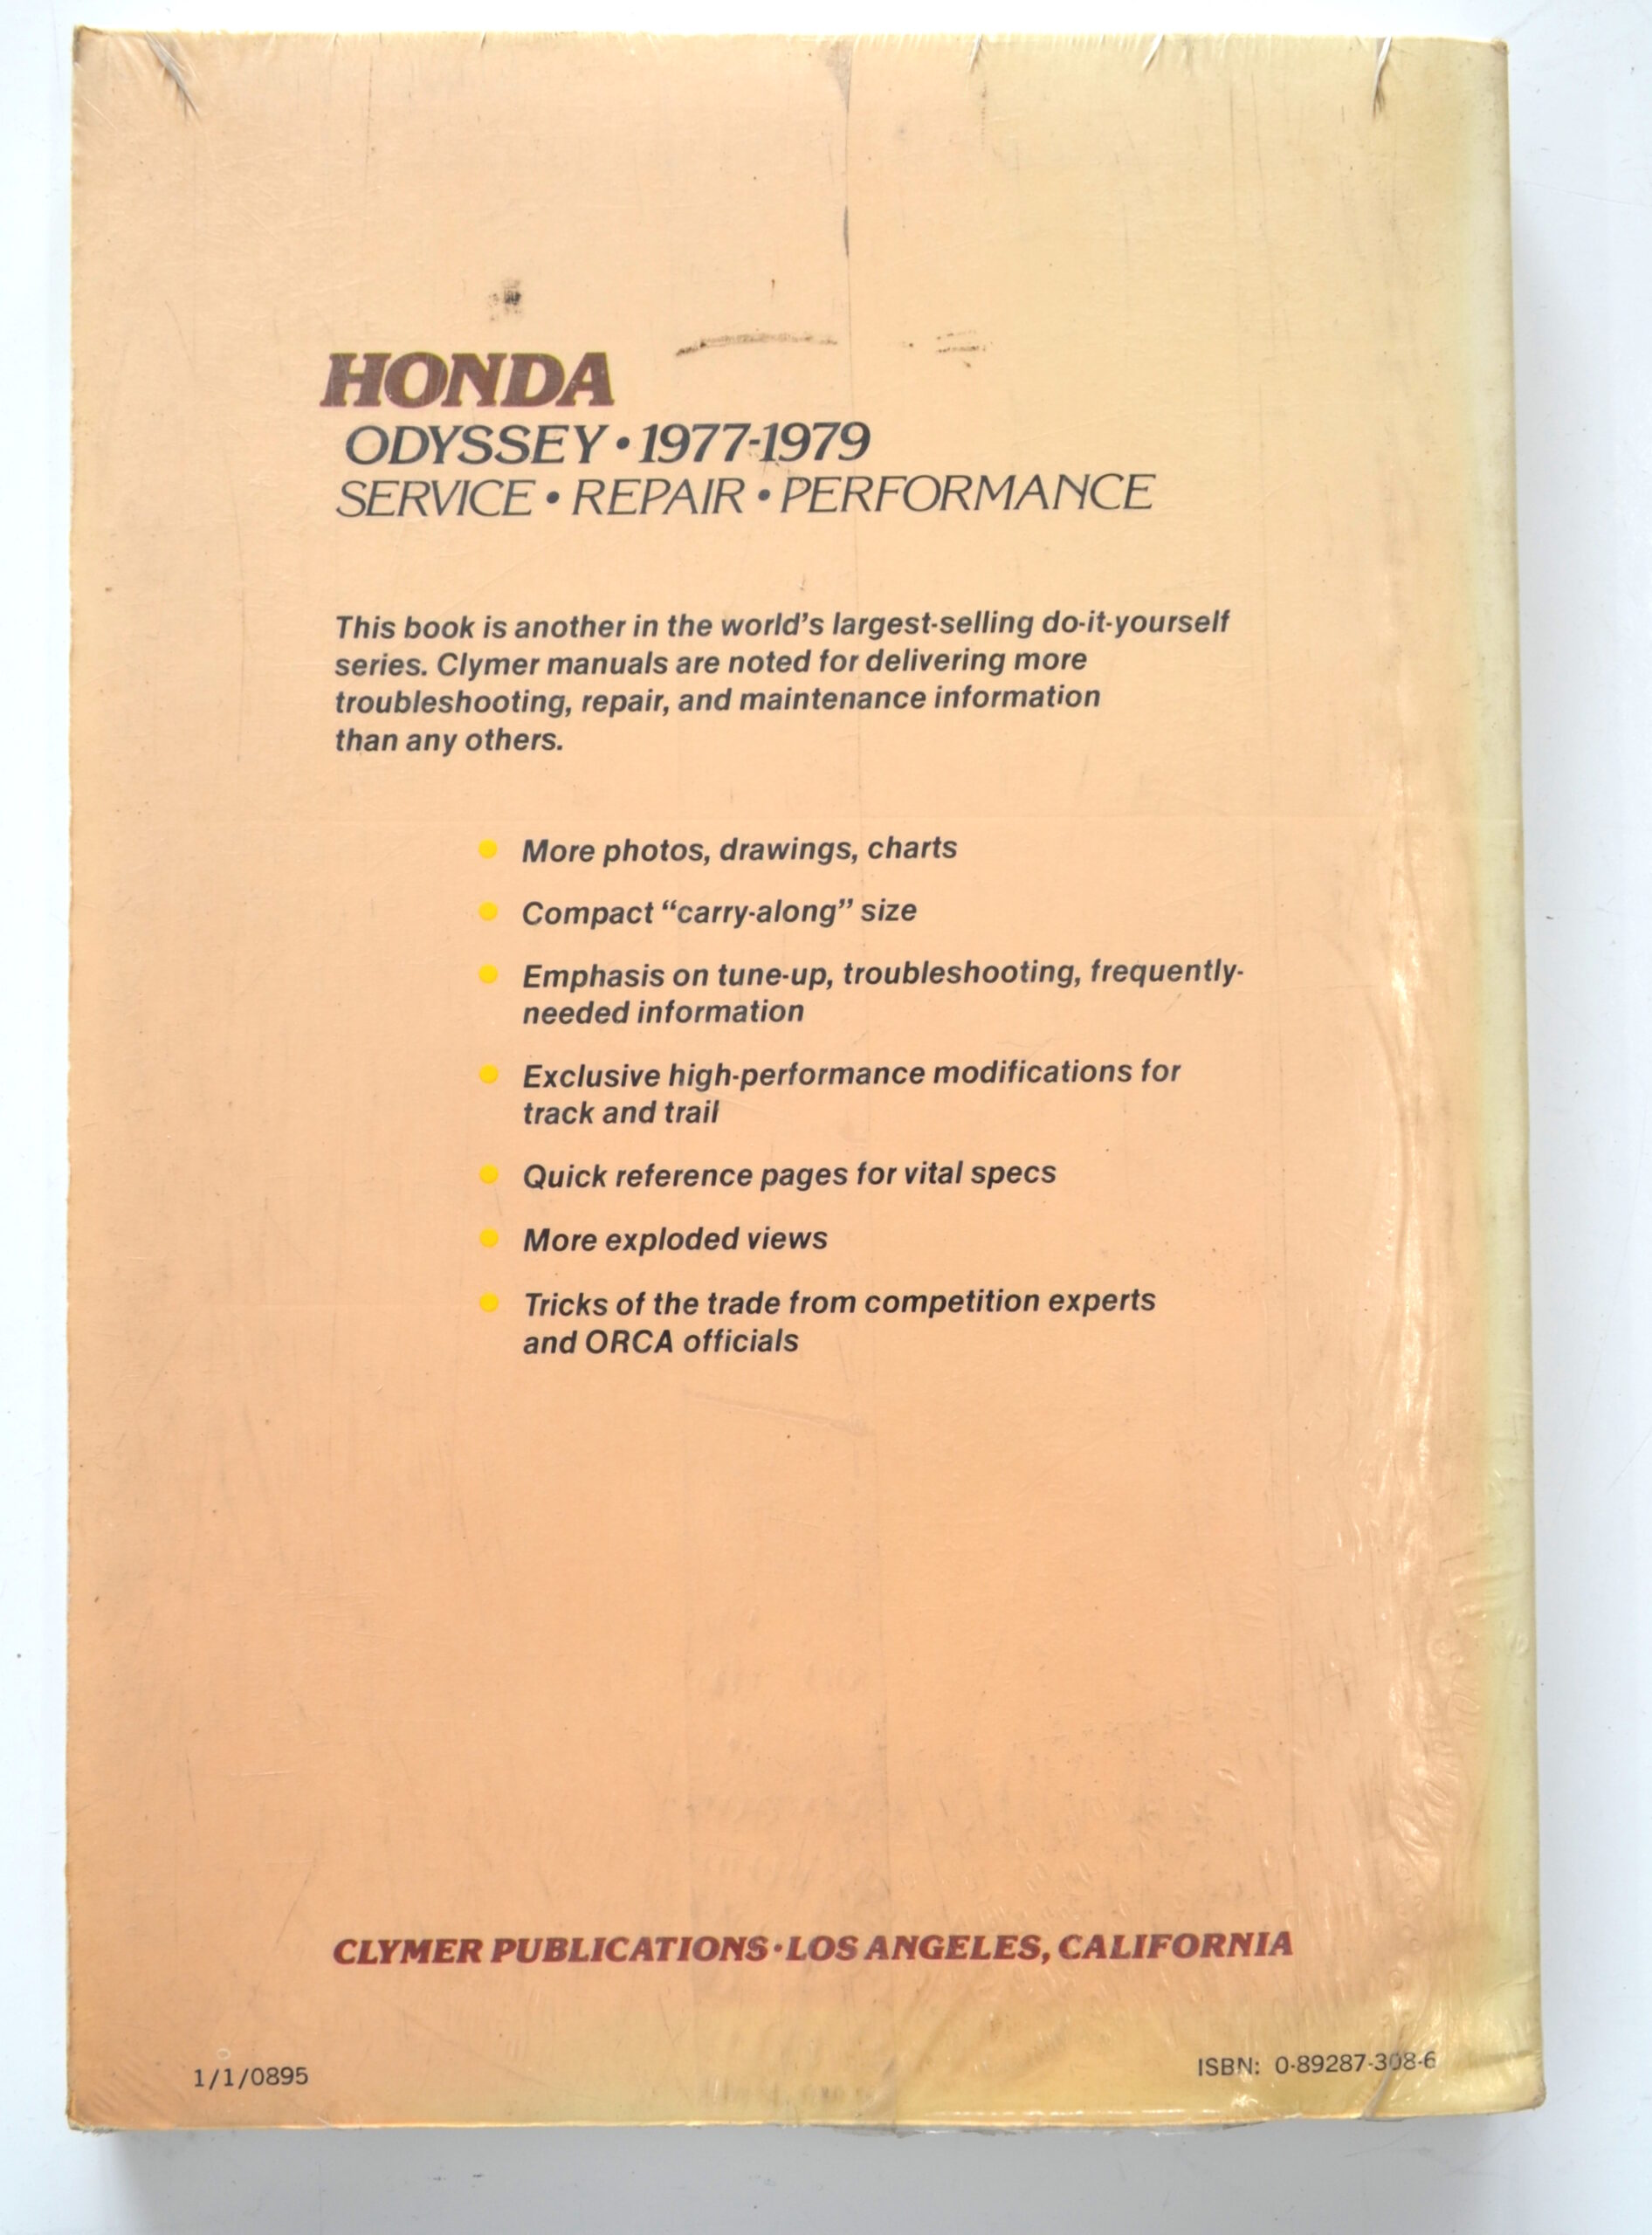 HONDA
ODYSSEY • 1977-1979
SERVICE • REPAIR • PERFORMANCE
This book is another in the world's largest-selling do-it-yourself
series. Clymer manuals are noted for delivering more
troubleshooting, repair, and maintenance information
than any others.
• More photos, drawings, charts
• Compact “carry-along” size
• Emphasis on tune-up, troubleshooting, frequently-
needed information
• Exclusive high-performance modifications for
track and trail
• Quick reference pages for vital specs
• More exploded views
• Tricks of the trade from competition experts
and ORCA officials
CLYMER PUBLICATIONS • LOS ANGELES, CALIFORNIA
1/1/0895
ISBN: 0-89287-308-6